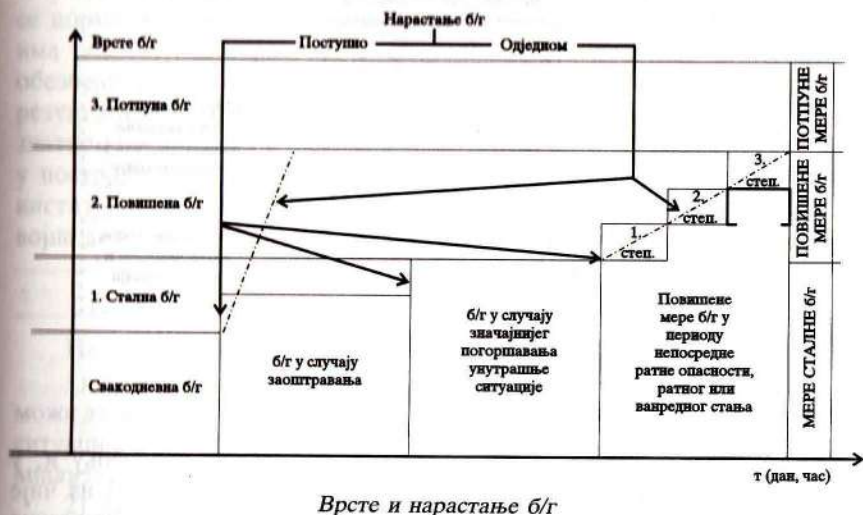 Нарастање б/г
Врсте б/г
Поступно
Одједном
3. Потпуна б/г
2. Повишена б/г
1. Стална б/г
Свакодневна б/г
б/г у случају
заоштравања
б/г у случају
значајнијег
погоршавања
унутрашње
ситуације
1.
степ.
2.
степ.
3.
степ.
Повишене
мере б/г у
периоду
непосредне
ратне опасности,
ратног или
ванредног стања
ПОТПУНЕ
МЕРЕ б/г
ПОВИШЕНЕ
МЕРЕ б/г
МЕРЕ СТАЛНЕ б/г
т (дан, час)
Врсте и нарастање б/г